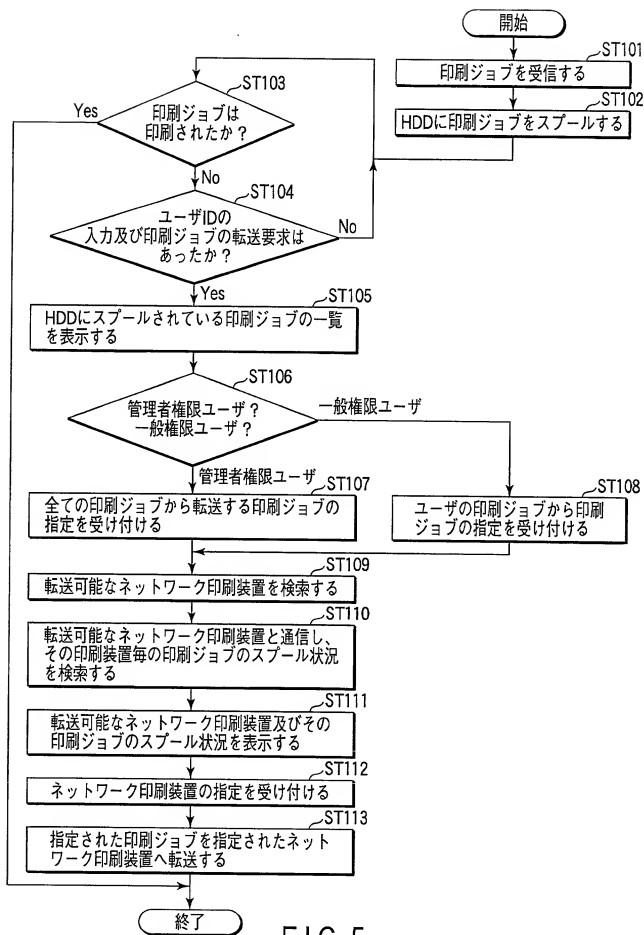 開始
ST101
印刷ジョブを受信する
ST102
HDDに印刷ジョブをスプールする
ST103
印刷ジョブは
印刷されたか？
Yes
No
ST104
ユーザIDの
入力及び印刷ジョブの転送要求は
あったか？
No
Yes
ST105
HDDにスプールされている印刷ジョブの一覧
を表示する
ST106
管理者権限ユーザ？
一般権限ユーザ？
一般権限ユーザ
管理者権限ユーザ
ST107
全ての印刷ジョブから転送する印刷ジョブの
指定を受け付ける
ST108
ユーザの印刷ジョブから印刷
ジョブの指定を受け付ける
ST109
転送可能なネットワーク印刷装置を検索する
ST110
転送可能なネットワーク印刷装置と通信し、
その印刷装置毎の印刷ジョブのスプール状況
を検索する
ST111
転送可能なネットワーク印刷装置及びその
印刷ジョブのスプール状況を表示する
ST112
ネットワーク印刷装置の指定を受け付ける
ST113
指定された印刷ジョブを指定されたネット
ワーク印刷装置へ転送する
終了
FIG.5